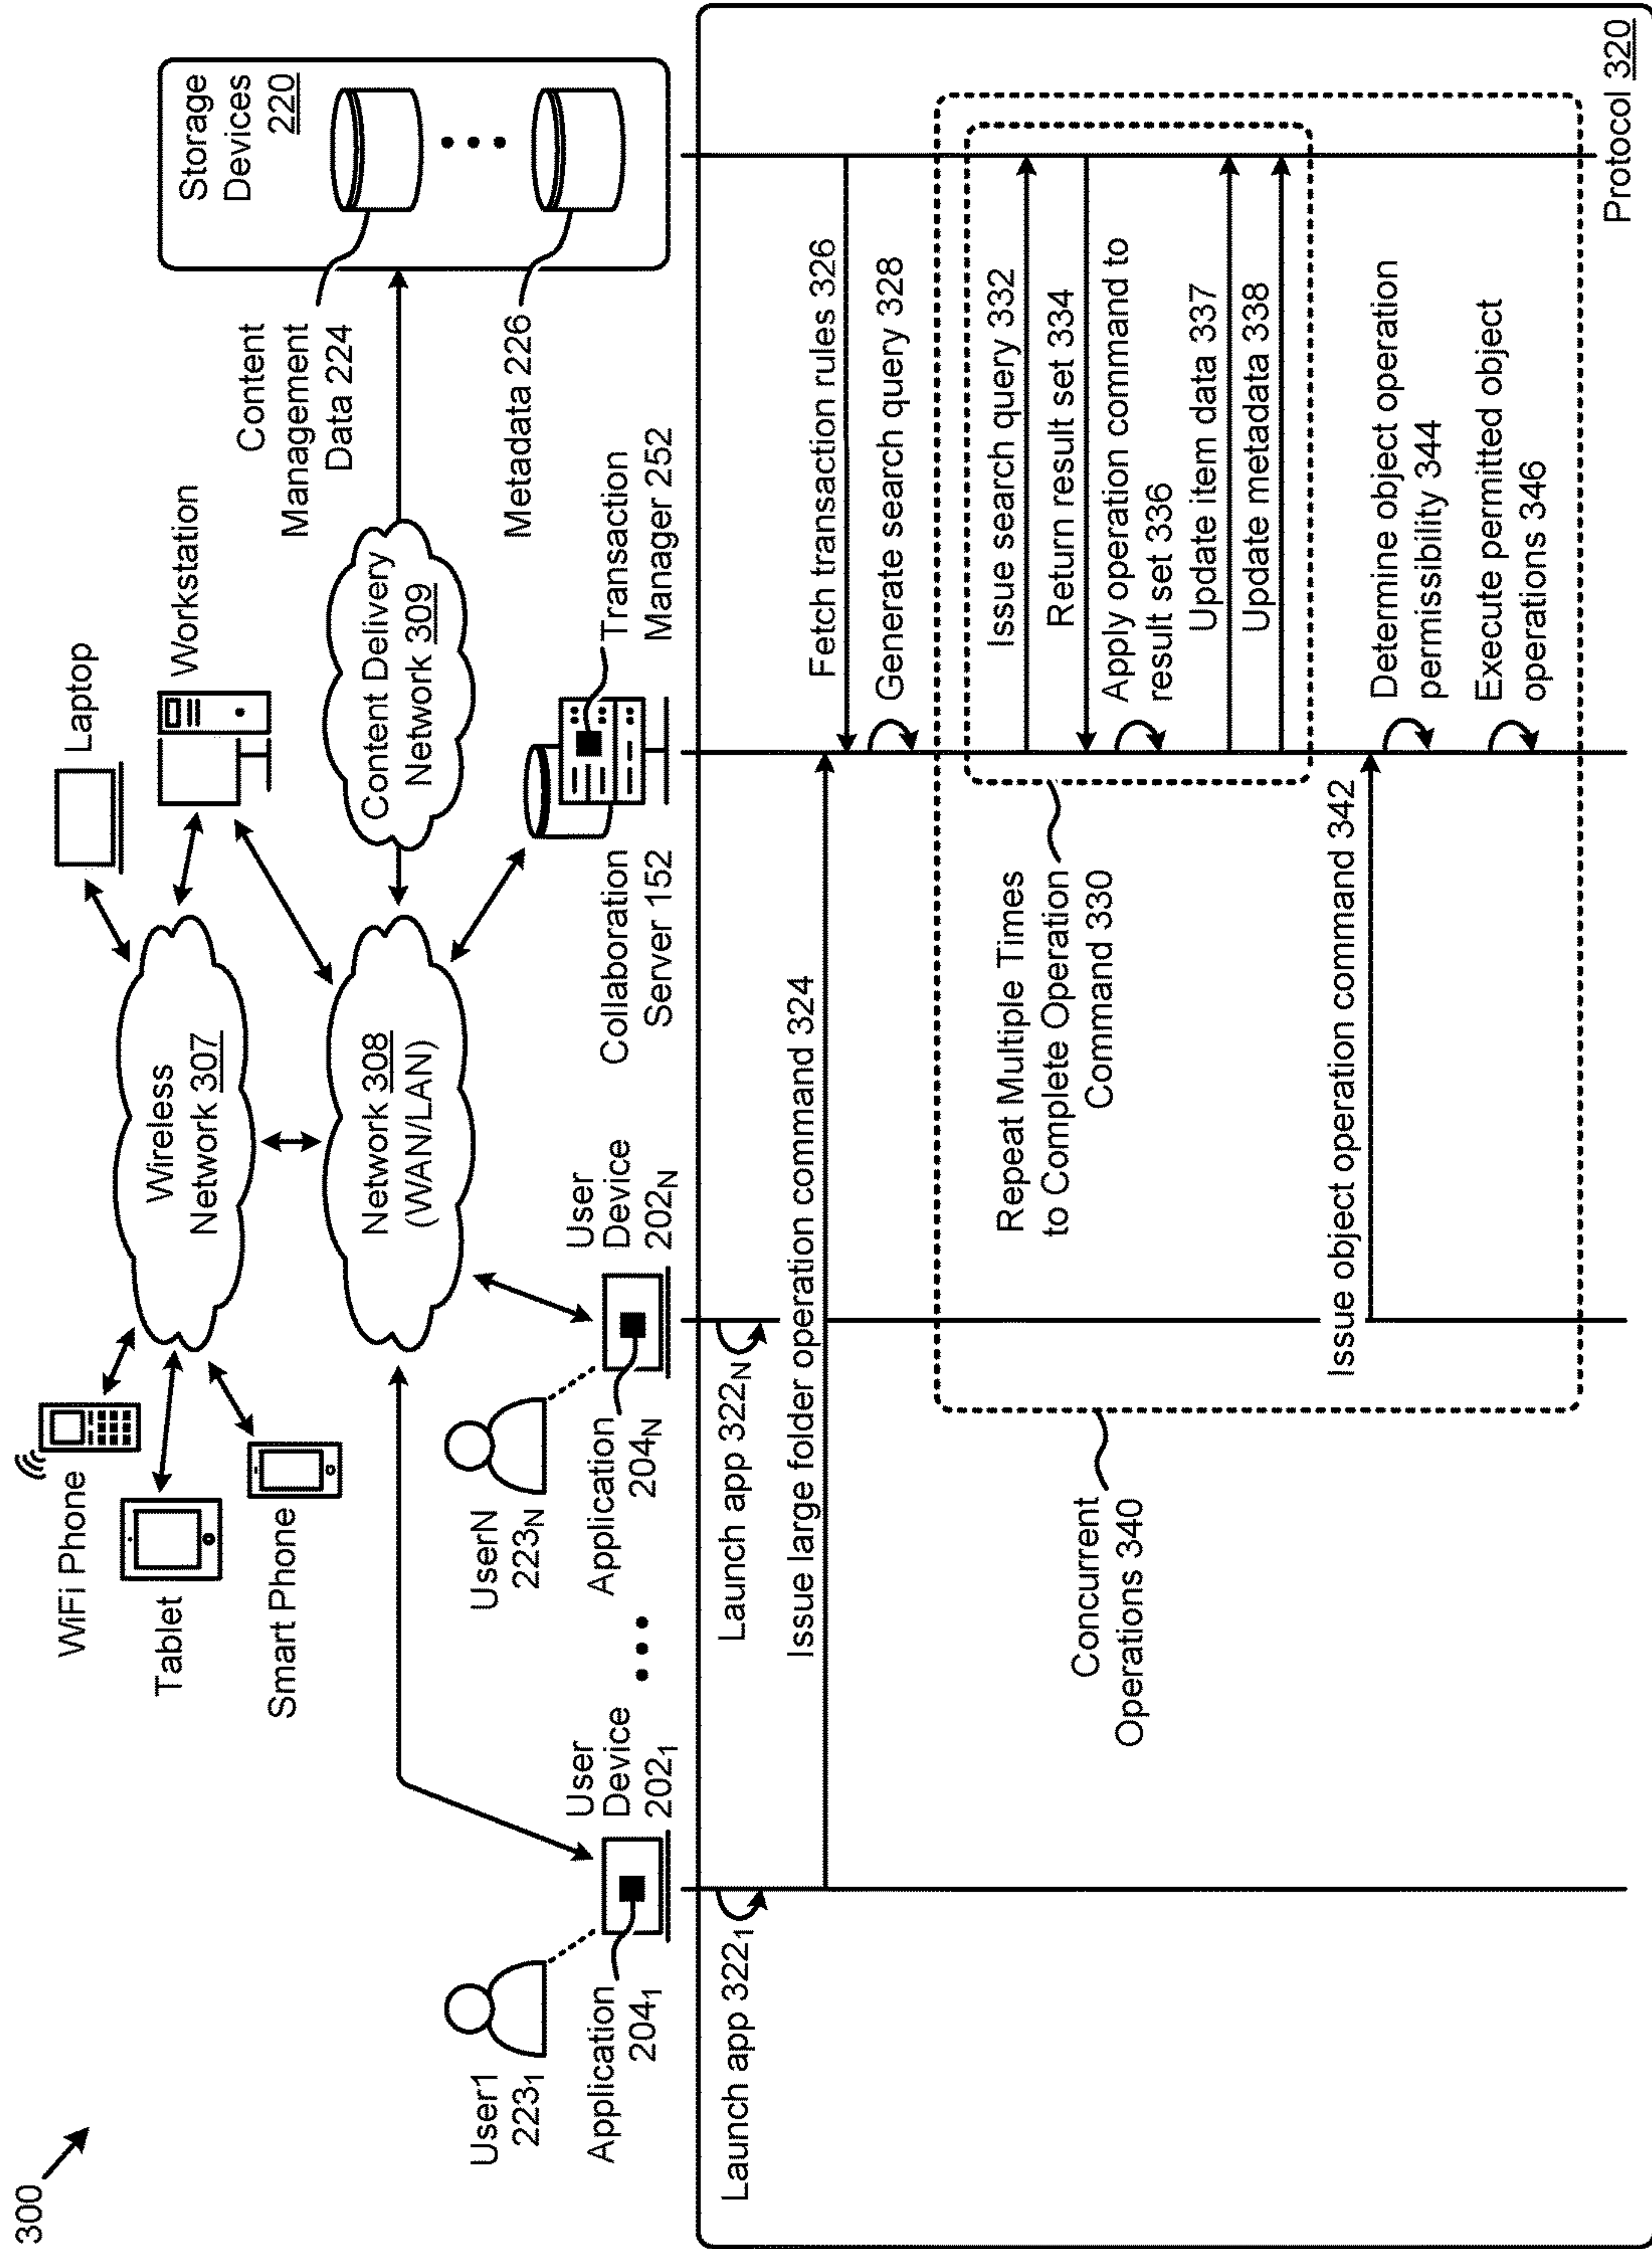 300
WiFi Phone
Tablet
Smart Phone
Wireless
Network 307
Laptop
Workstation
Network 308
(WAN/LAN)
Content Delivery
Network 309
Storage
Devices
220
Content
Management
Data 224
Metadata 226
User1
223₁
Application
204₁
User
Device
202₁
UserN
223N
Application
204N
User
Device
202N
Collaboration
Server 152
Transaction
Manager 252
Launch app 322₁
Launch app 322N
Issue large folder operation command 324
Fetch transaction rules 326
Generate search query 328
Repeat Multiple Times
to Complete Operation
Command 330
Issue search query 332
Return result set 334
Apply operation command to
result set 336
Update item data 337
Update metadata 338
Concurrent
Operations 340
Issue object operation command 342
Determine object operation
permissibility 344
Execute permitted object
operations 346
Protocol 320